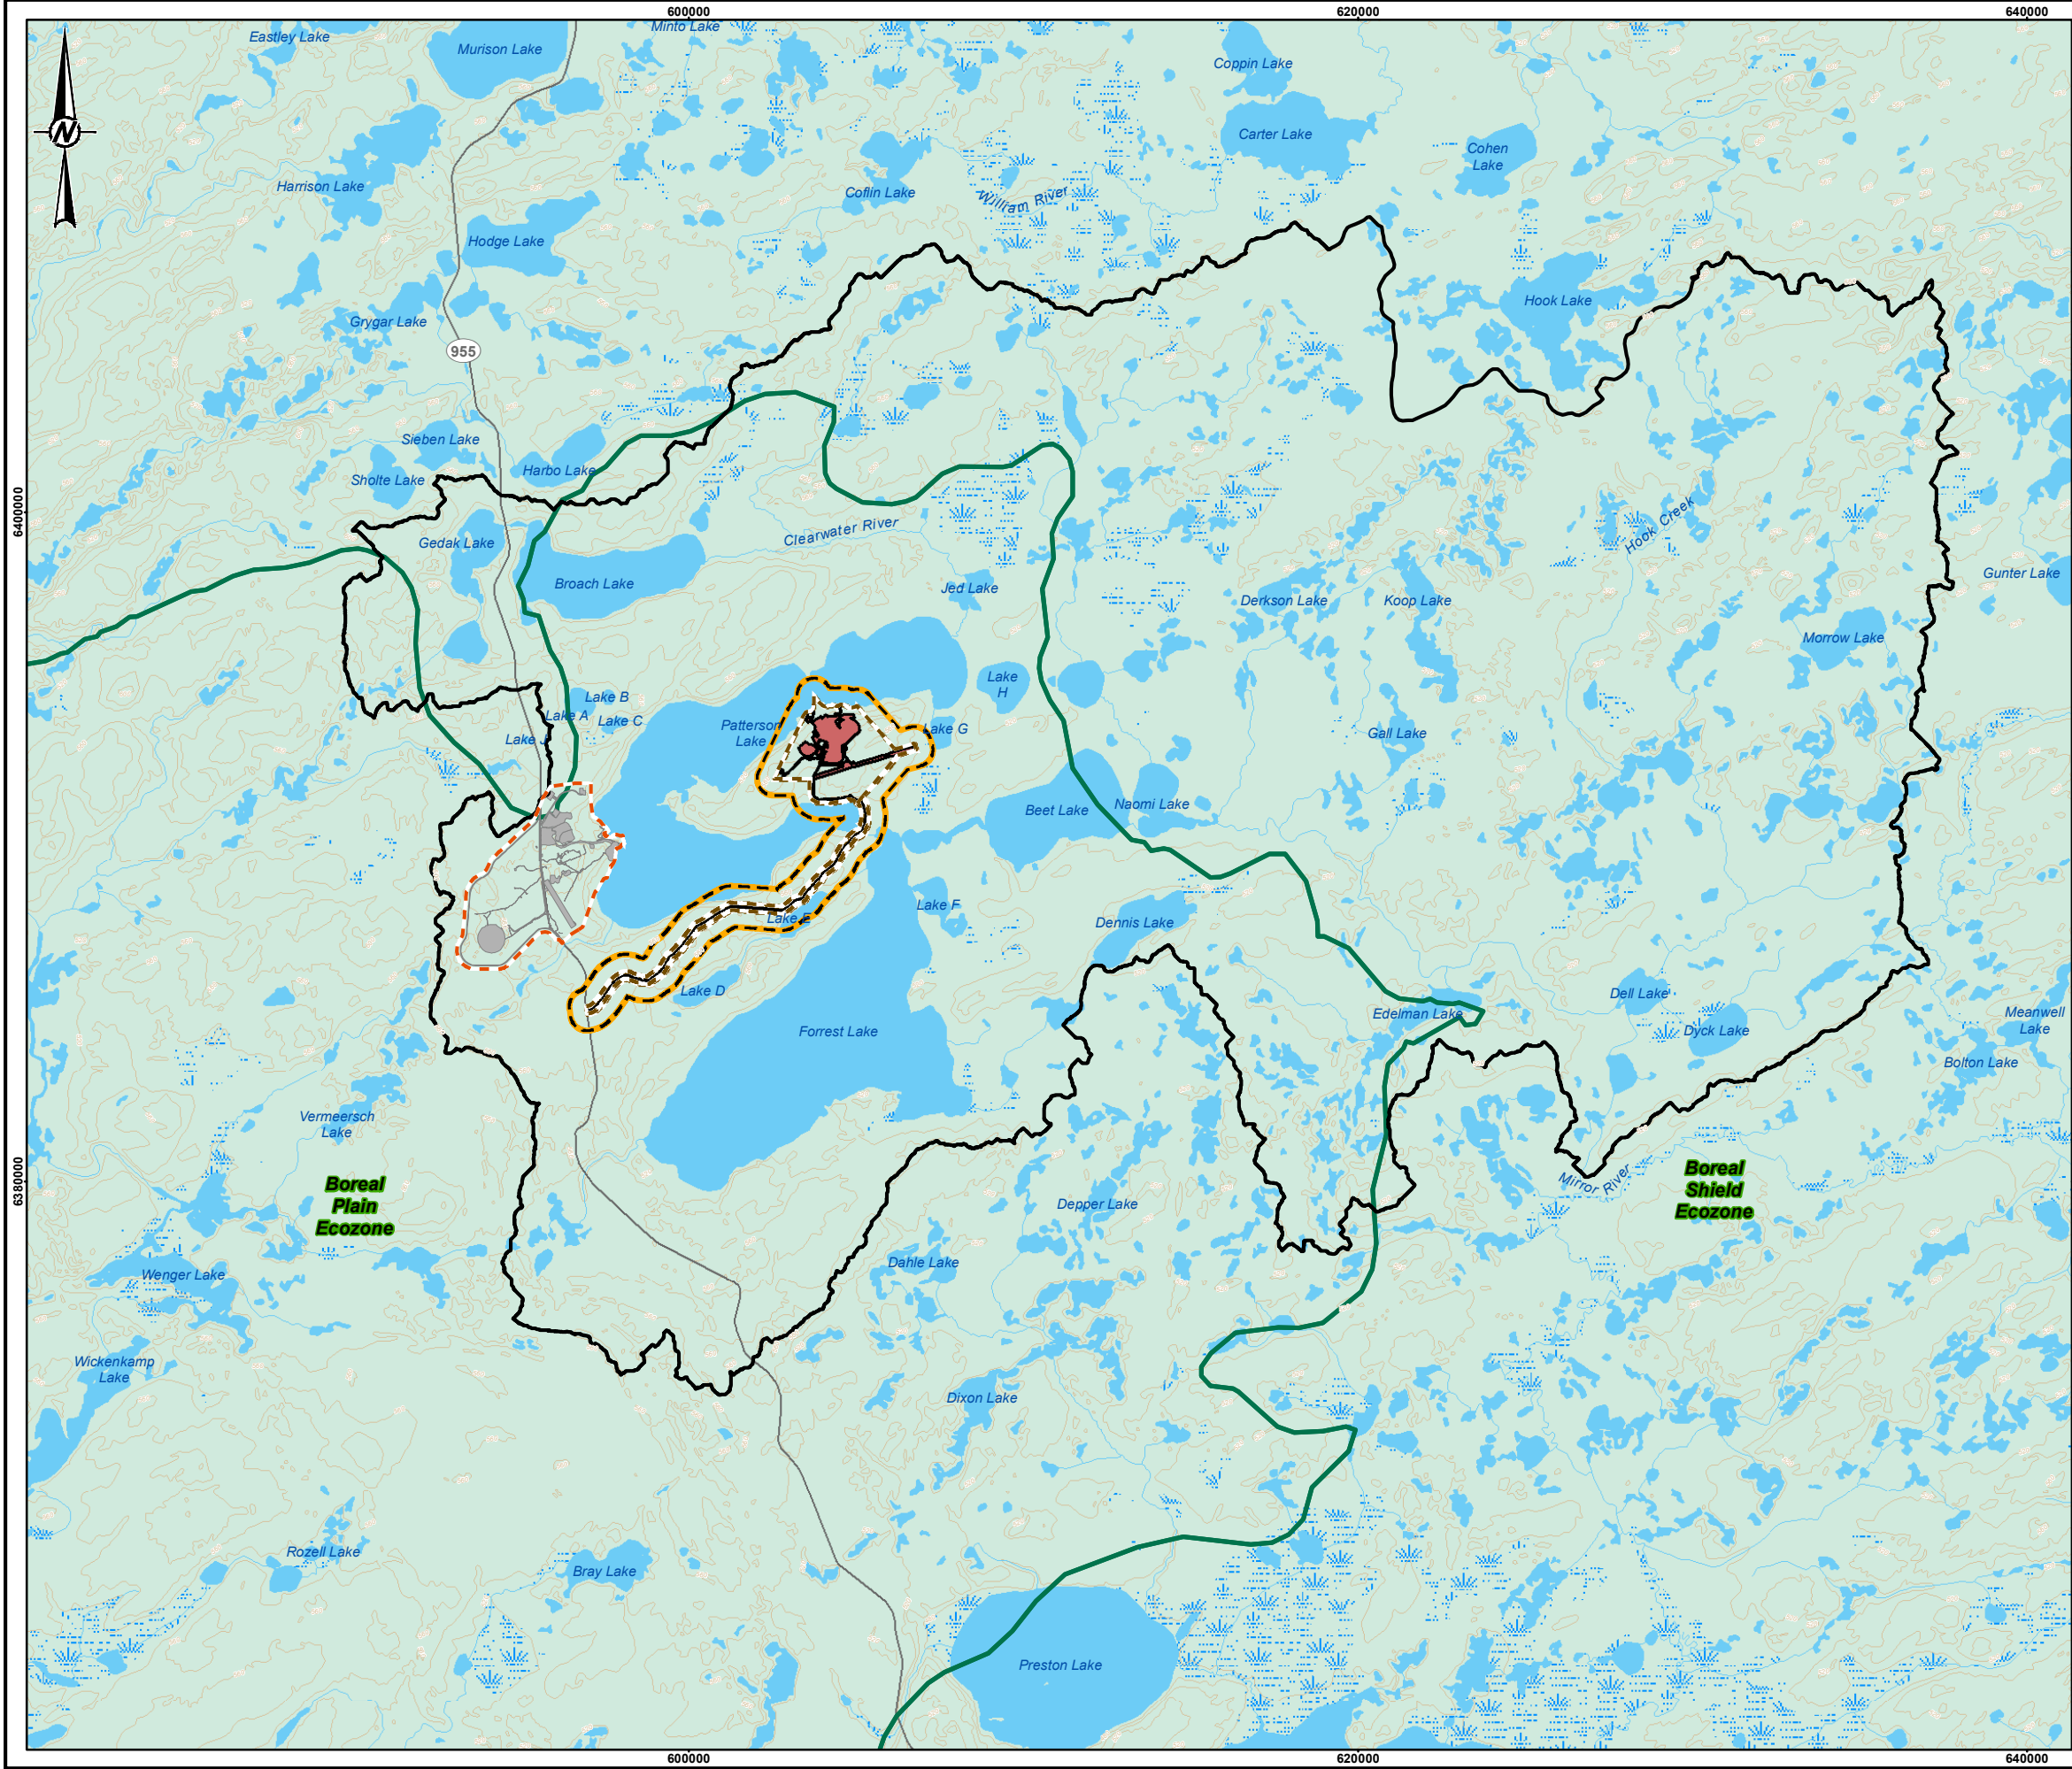 600000
620000
640000
Eastley Lake
Murison Lake
Minto Lake
Coppin Lake
Carter Lake
Cohen
Lake
Harrison Lake
Coflin Lake
William River
N
Hodge Lake
Hook Lake
Grygar Lake
955
Sieben Lake
Harbo Lake
Sholte Lake
6400000
Hook Creek
Clearwater River
Gedak Lake
Broach Lake
Jed Lake
Derkson Lake
Koop Lake
Gunter Lake
Morrow Lake
Lake
H
Lake B
Lake A
Lake C
Patterson
Lake
Lake G
Lake J
Gall Lake
Beet Lake
Naomi Lake
Lake E
Lake F
Dennis Lake
Lake D
Dell Lake
Edelman Lake
Dyck Lake
Meanwell
Lake
Forrest Lake
Bolton Lake
Vermeersch
Lake
6380000
Boreal
Plain
Ecozone
Mirror River
Boreal
Shield
Ecozone
Depper Lake
Dahle Lake
Wenger Lake
Wickenkamp
Lake
Dixon Lake
Rozell Lake
Bray Lake
Preston Lake
600000
620000
640000